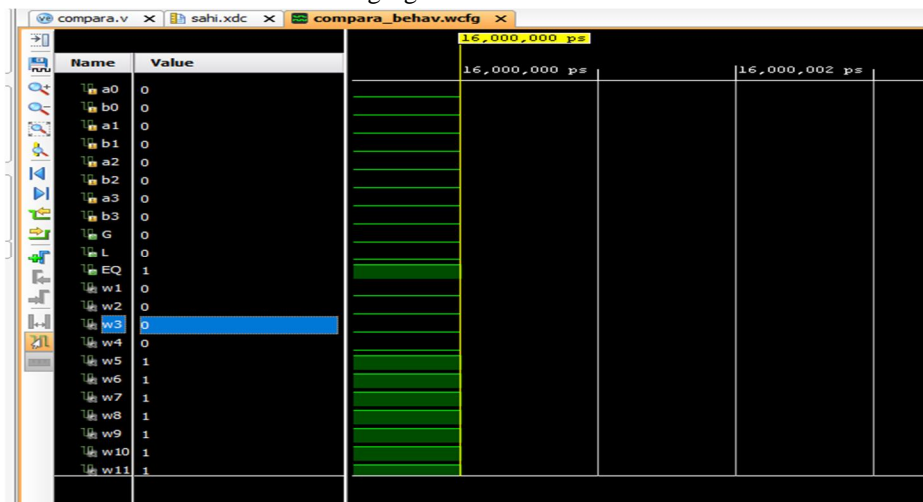 compara.v sahi.xdc compara_behav.wcfg
16,000,000 ps
Name Value 16,000,000 ps 16,000,002 ps
a0 0
b0 0
a1 0
b1 0
a2 0
b2 0
a3 0
b3 0
G 0
L 0
EQ 1
w1 0
w2 0
w3 0
w4 0
w5 1
w6 1
w7 1
w8 1
w9 1
w10 1
w11 1